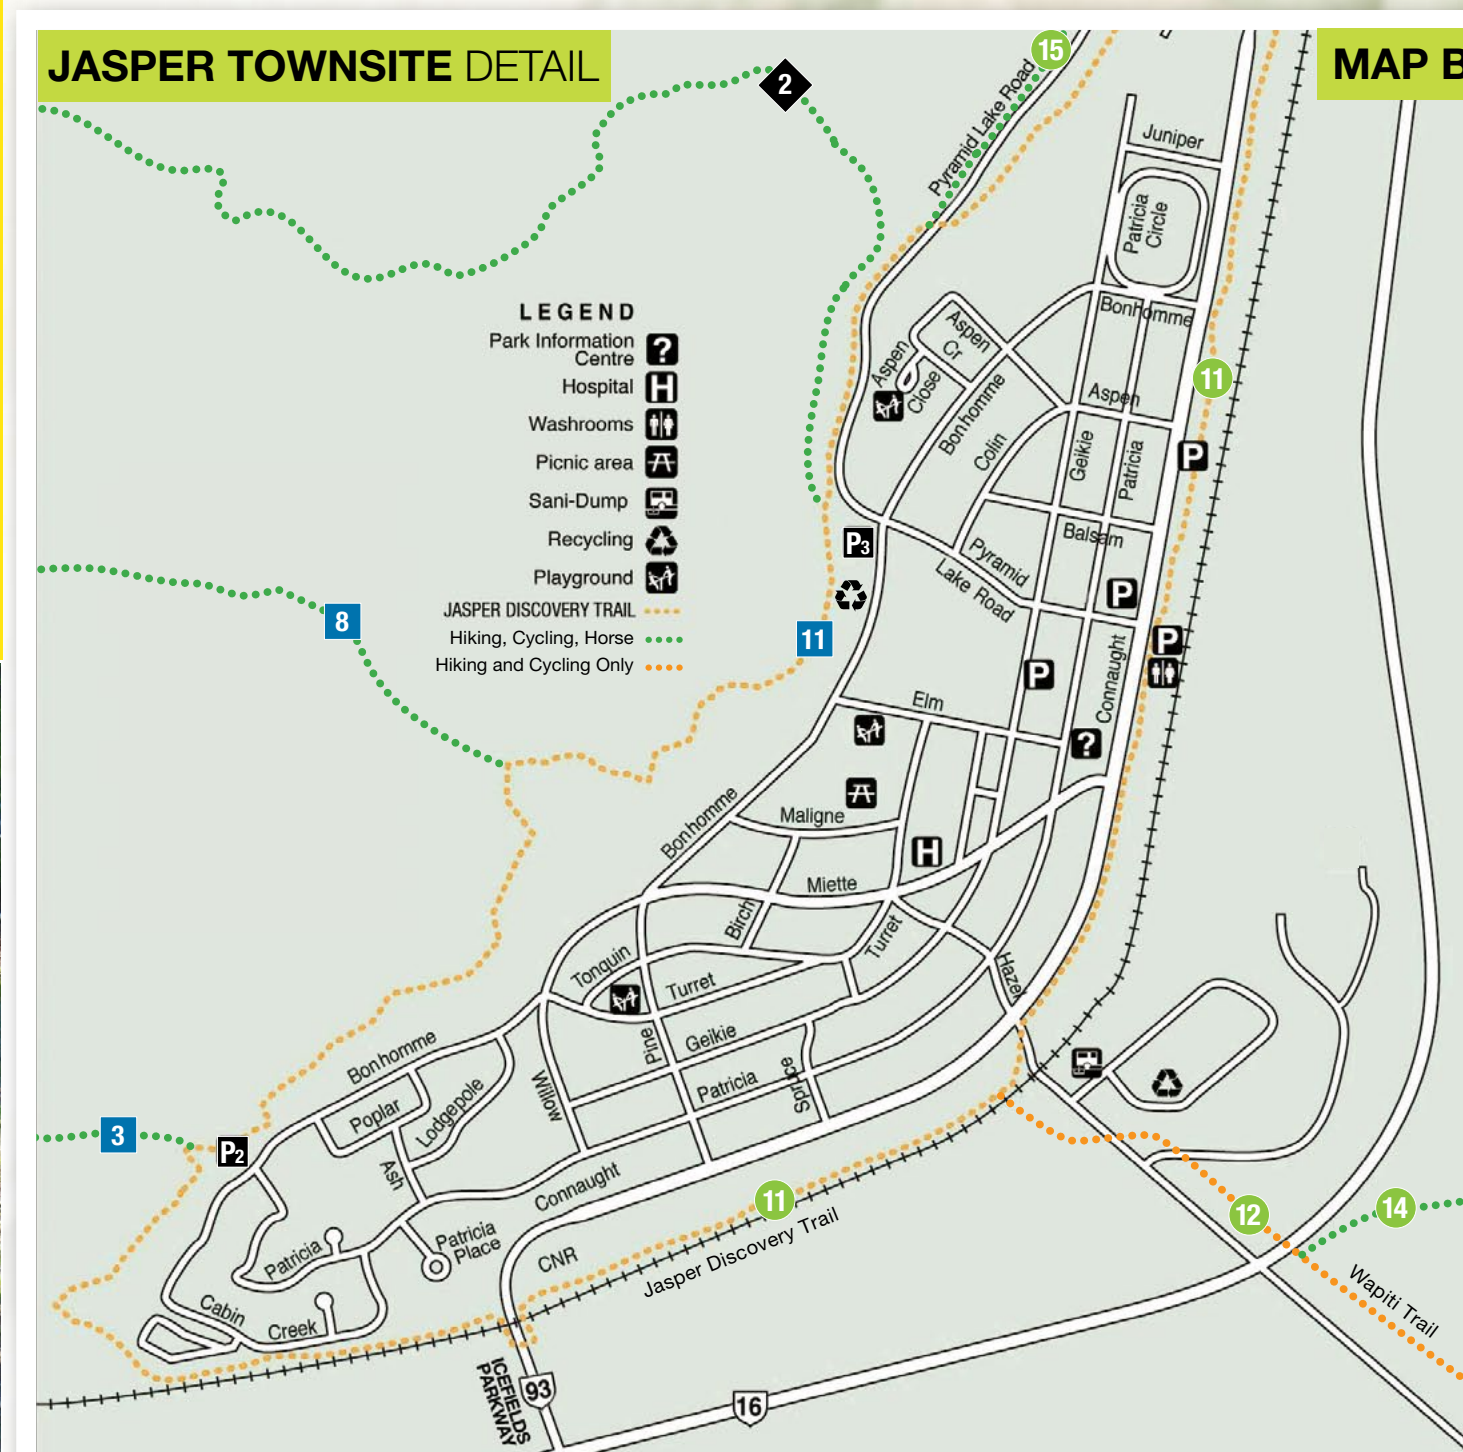 JASPER TOWNSITE DETAIL
MAP B
15
2
Pyramid Lake Road
Juniper
Patricia
Circle
LEGEND
Park Information
Centre
?
Hospital
H
Washrooms
Picnic area
Sani-Dump
Recycling
Playground
JASPER DISCOVERY TRAIL
Hiking, Cycling, Horse
Hiking and Cycling Only
Bonhomme
Aspen
Cr
Aspen
Close
11
Aspen
Bonhomme
Colin
Geikie
Patricia
P
P3
Balsam
Pyramid
Lake Road
P
P
P
8
11
Connaught
Elm
?
Bonhomme
Maligne
H
Miette
Birch
Turret
Tonquin
Turret
Hazel
Geikie
Pine
Bonhomme
Willow
Patricia
Spruce
Poplar
Lodgepole
3
P2
Ash
Connaught
11
Jasper Discovery Trail
12
14
Patricia
Patricia
Place
CNR
Cabin
Creek
Wapiti Trail
ICEFIELDS
PARKWAY
93
16